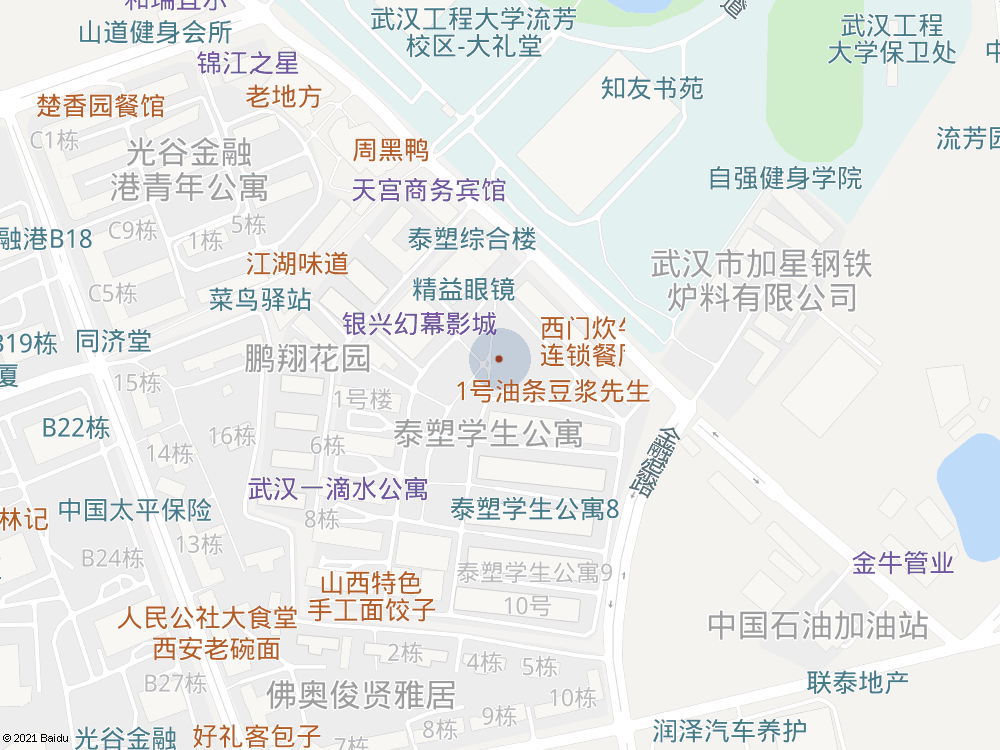 和瑞宜尔
山道健身会所
武汉工程大学流芳
校区-大礼堂
道
武汉工程
大学保卫处
锦江之星
老地方
知友书苑
楚香园餐馆
C1栋
光谷金融
港青年公寓
周黑鸭
天宫商务宾馆
流芳园
自强健身学院
融港B18
C9栋
1栋
5栋
泰塑综合楼
江湖味道
武汉市加星钢铁
炉料有限公司
C5栋
菜鸟驿站
精益眼镜
银兴幻幕影城
西门炊牛
连锁餐厅
B19栋
同济堂
厦
鹏翔花园
15栋
1号楼
1号油条豆浆先生
B22栋
16栋
14栋
6栋
泰塑学生公寓
金融港路
武汉一滴水公寓
中国太平保险
林记
8栋
泰塑学生公寓8
13栋
B24栋
金牛管业
山西特色
手工面饺子
泰塑学生公寓9
10号
人民公社大食堂
西安老碗面
中国石油加油站
2栋
4栋
5栋
B27栋
佛奥俊贤雅居
10栋
联泰地产
9栋
8栋
7栋
润泽汽车养护
光谷金融
好礼客包子
© 2021 Baidu